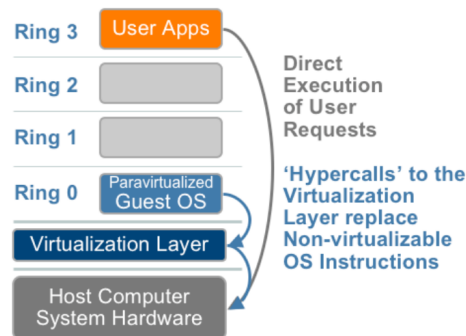 Ring 3
User Apps
Ring 2
Ring 1
Ring 0
Paravirtualized
Guest OS
Virtualization Layer
Host Computer
System Hardware
Direct
Execution
of User
Requests
‘Hypercalls’ to the
Virtualization
Layer replace
Non-virtualizable
OS Instructions